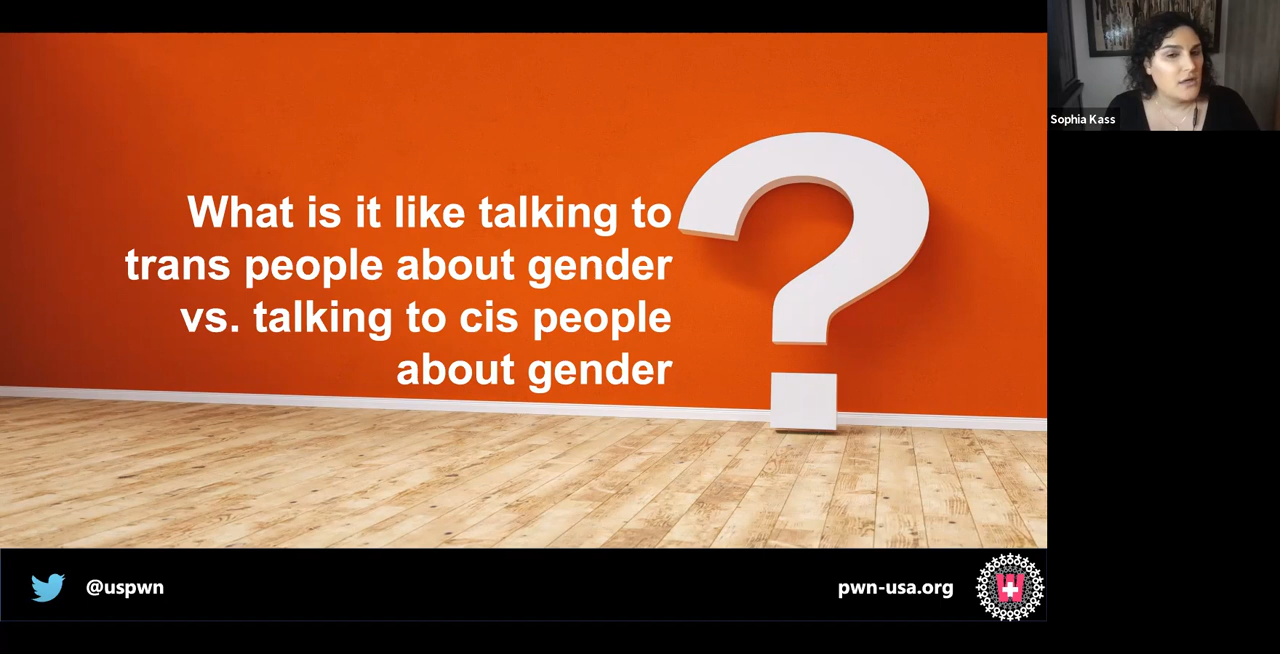 What is it like talking to
trans people about gender
vs. talking to cis people
about gender
?
Sophia Kass
@uspwn
pwn-usa.org
W